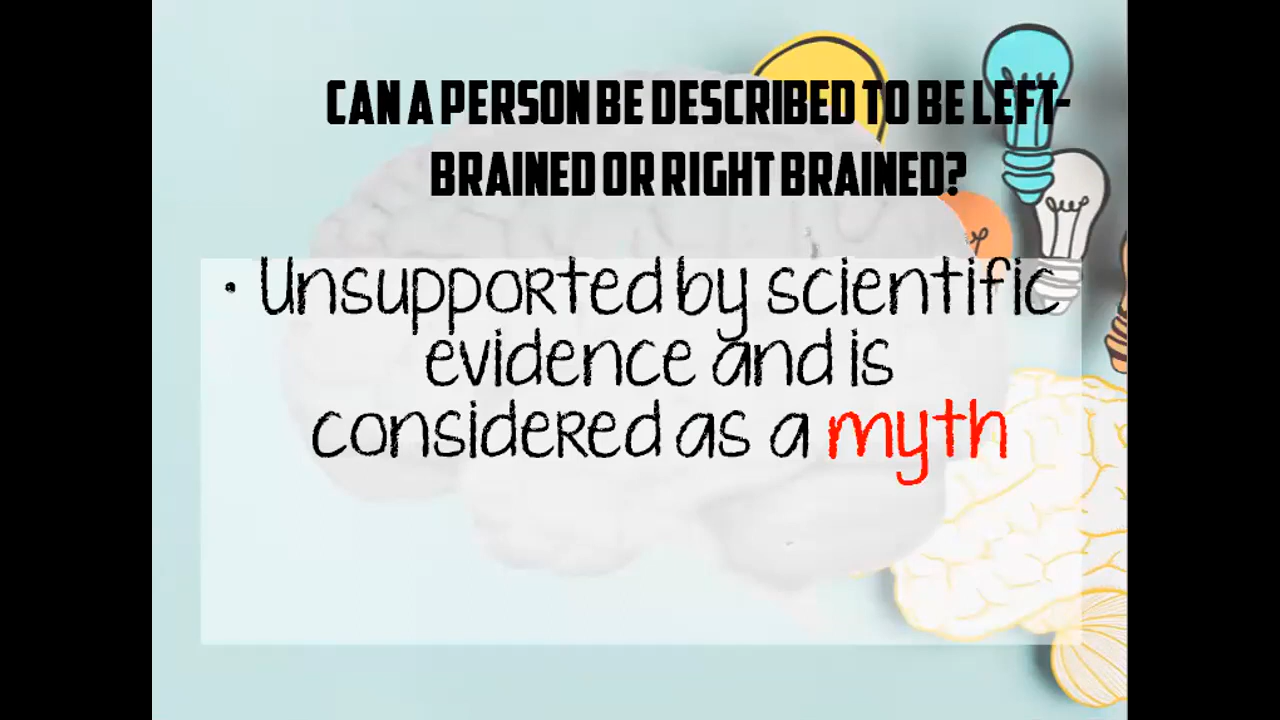 CAN A PERSON BE DESCRIBED TO BE LEFT-
BRAINED OR RIGHT BRAINED?
• Unsupported by scientific
evidence and is
considered as a myth